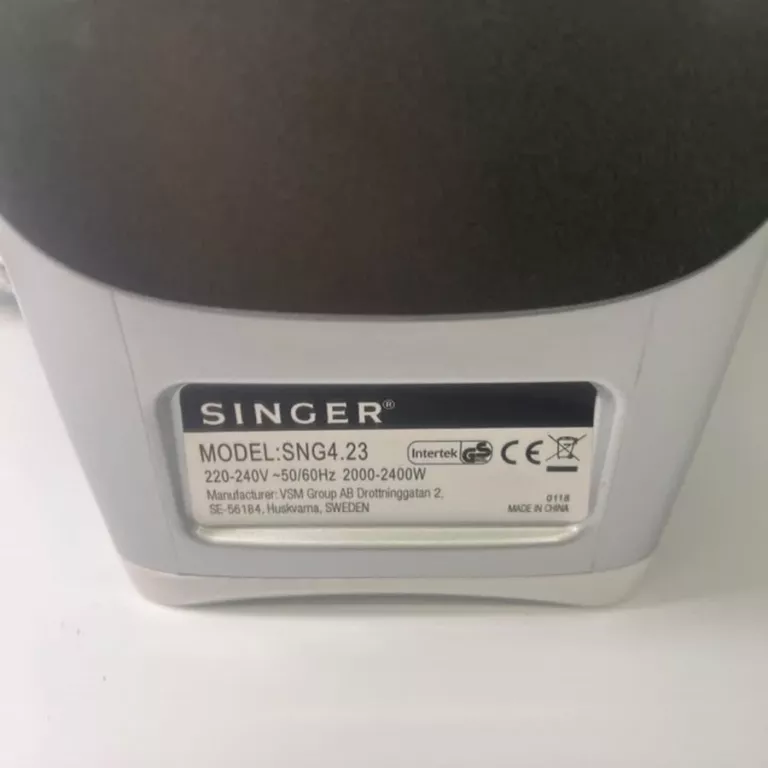 SINGER®
MODEL:SNG4.23
Intertek GS CE
220-240V ~50/60Hz 2000-2400W
Manufacturer: VSM Group AB Drottninggatan 2,
SE-56184, Huskvarna, SWEDEN
0118
MADE IN CHINA